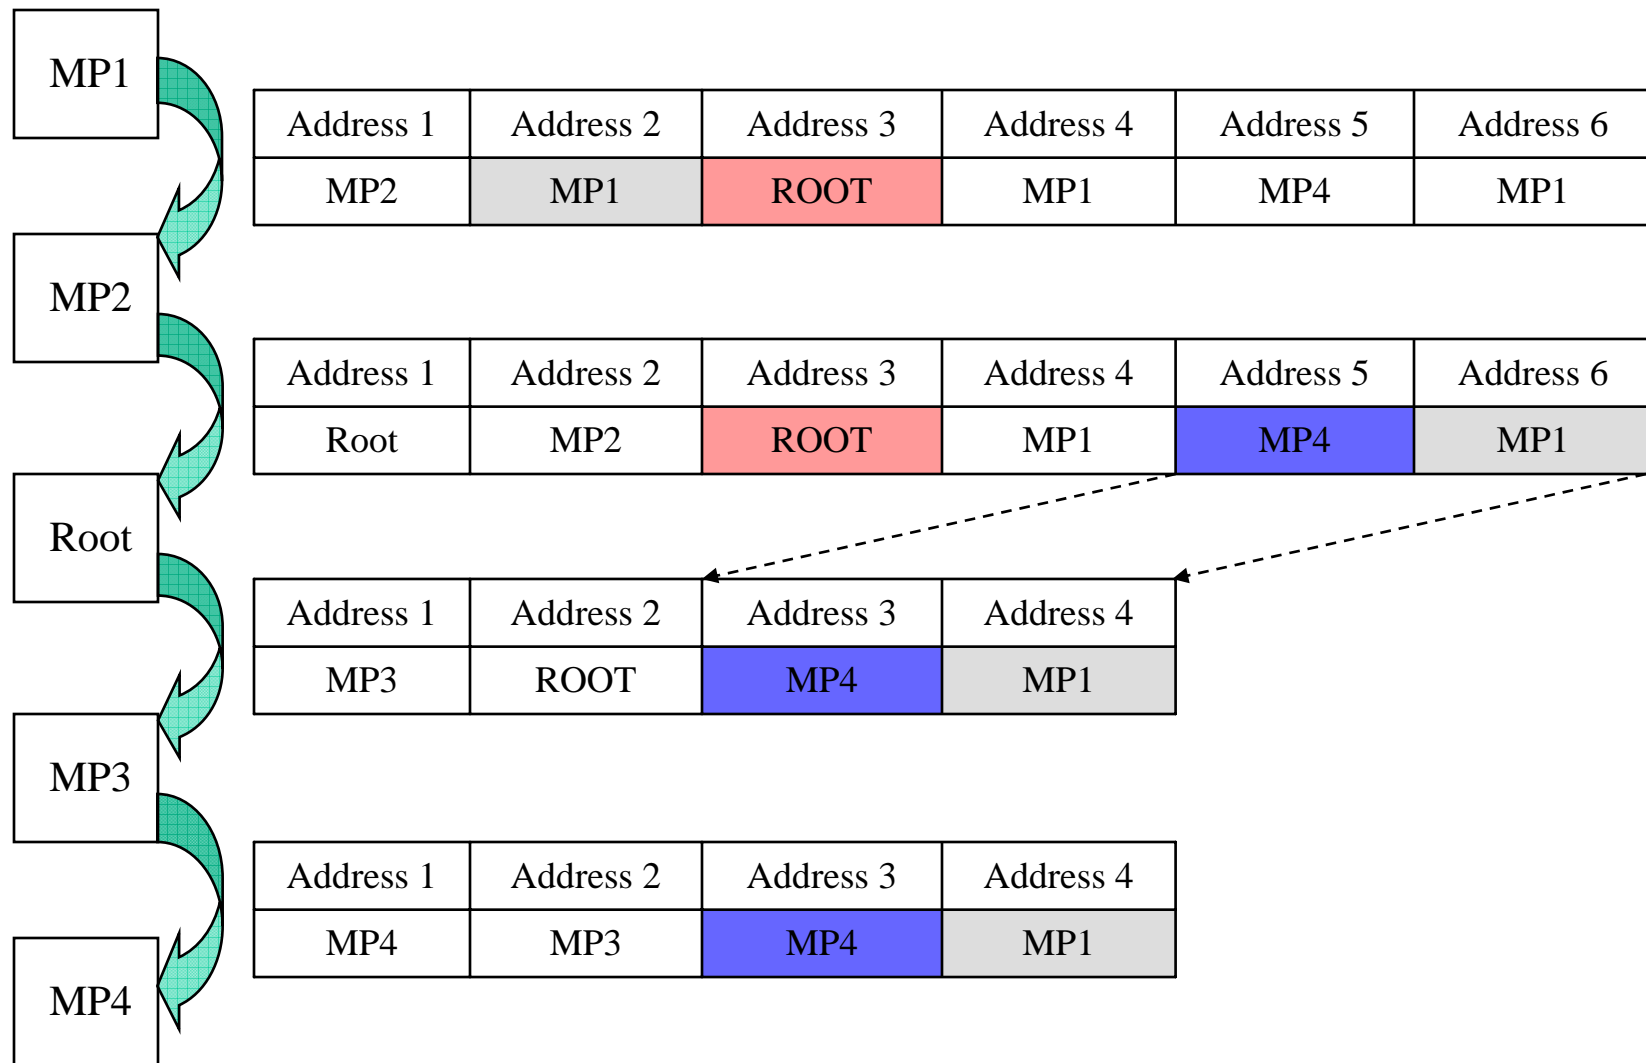 MP1
Address 1 Address 2 Address 3 Address 4 Address 5 Address 6
MP2 MP1 ROOT MP1 MP4 MP1
MP2
Address 1 Address 2 Address 3 Address 4 Address 5 Address 6
Root MP2 ROOT MP1 MP4 MP1
Root
Address 1 Address 2 Address 3 Address 4
MP3 ROOT MP4 MP1
MP3
Address 1 Address 2 Address 3 Address 4
MP4 MP3 MP4 MP1
MP4